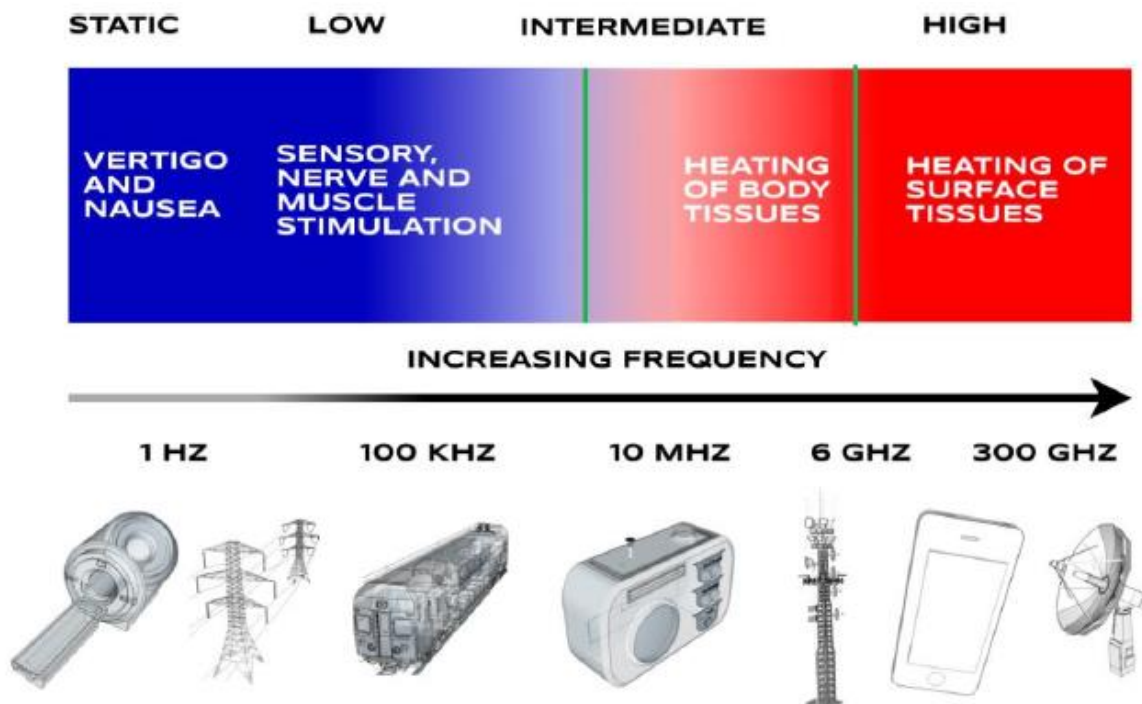 STATIC LOW INTERMEDIATE HIGH
VERTIGO
AND
NAUSEA
SENSORY,
NERVE AND
MUSCLE
STIMULATION
HEATING
OF BODY
TISSUES
HEATING OF
SURFACE
TISSUES
INCREASING FREQUENCY
1 HZ 100 KHZ 10 MHZ 6 GHZ 300 GHZ